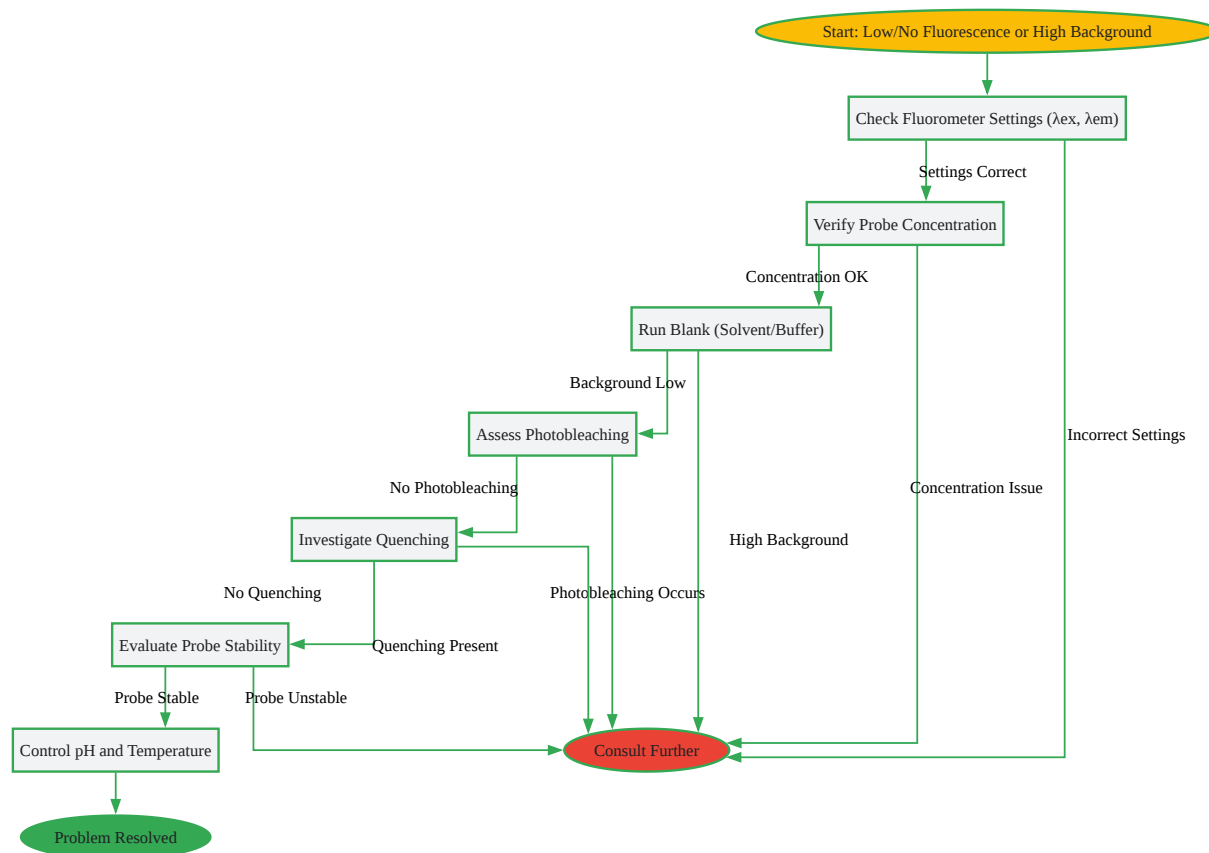 Start: Low/No Fluorescence or High Background
Check Fluorometer Settings (λex, λem)
Settings Correct
Verify Probe Concentration
Concentration OK
Run Blank (Solvent/Buffer)
Background Low
Assess Photobleaching
Incorrect Settings
No Photobleaching
Concentration Issue
Investigate Quenching
High Background
No Quenching
Photobleaching Occurs
Evaluate Probe Stability
Quenching Present
Probe Stable
Probe Unstable
Control pH and Temperature
Consult Further
Problem Resolved